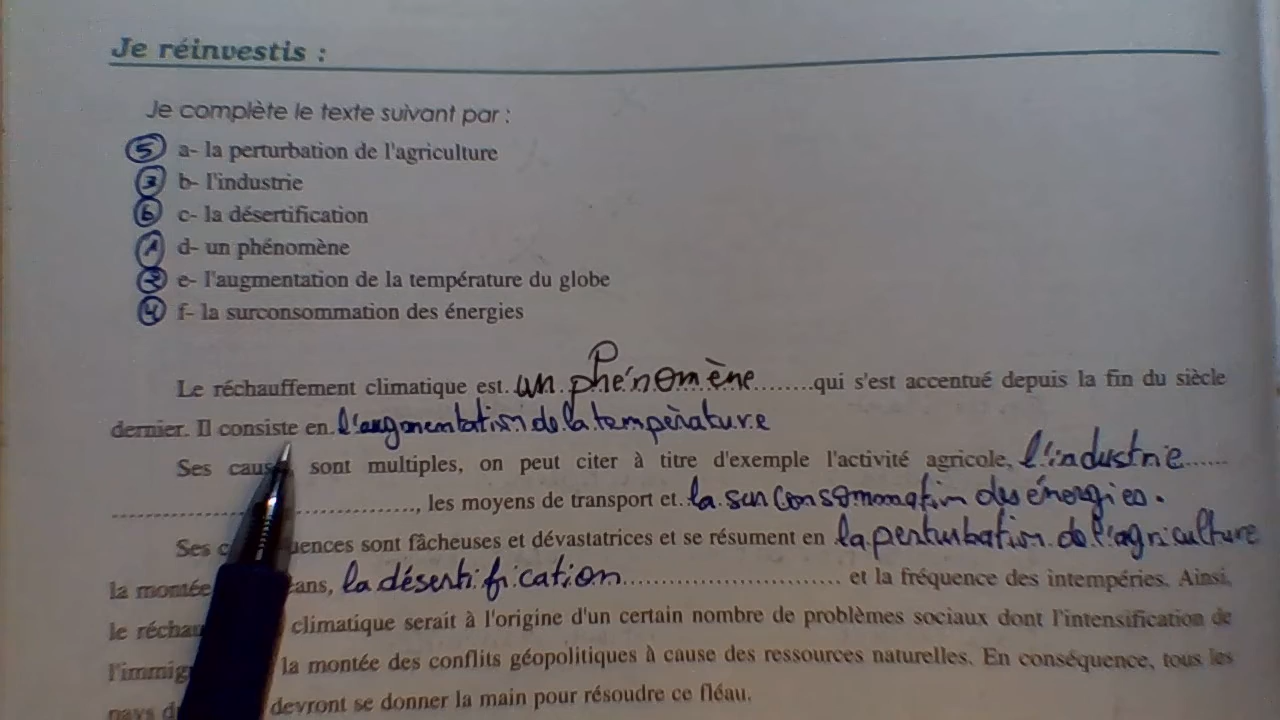 Je réinvestis :
Je complète le texte suivant par :
5 a- la perturbation de l'agriculture
3 b- l'industrie
6 c- la désertification
1 d- un phénomène
2 e- l'augmentation de la température du globe
4 f- la surconsommation des énergies
Le réchauffement climatique est un phénomène qui s'est accentué depuis la fin du siècle
dernier. Il consiste en l'augmentation de la température
Ses sont multiples, on peut citer à titre d'exemple l'activité agricole, l'industrie
, les moyens de transport et la surconsommation des énergies.
Ses sont fâcheuses et dévastatrices et se résument en la perturbation de l'agriculture
la montée , la désertification et la fréquence des intempéries. Ainsi,
le climatique serait à l'origine d'un certain nombre de problèmes sociaux dont l'intensification de
la montée des conflits géopolitiques à cause des ressources naturelles. En conséquence, tous les
pays devront se donner la main pour résoudre ce fléau.